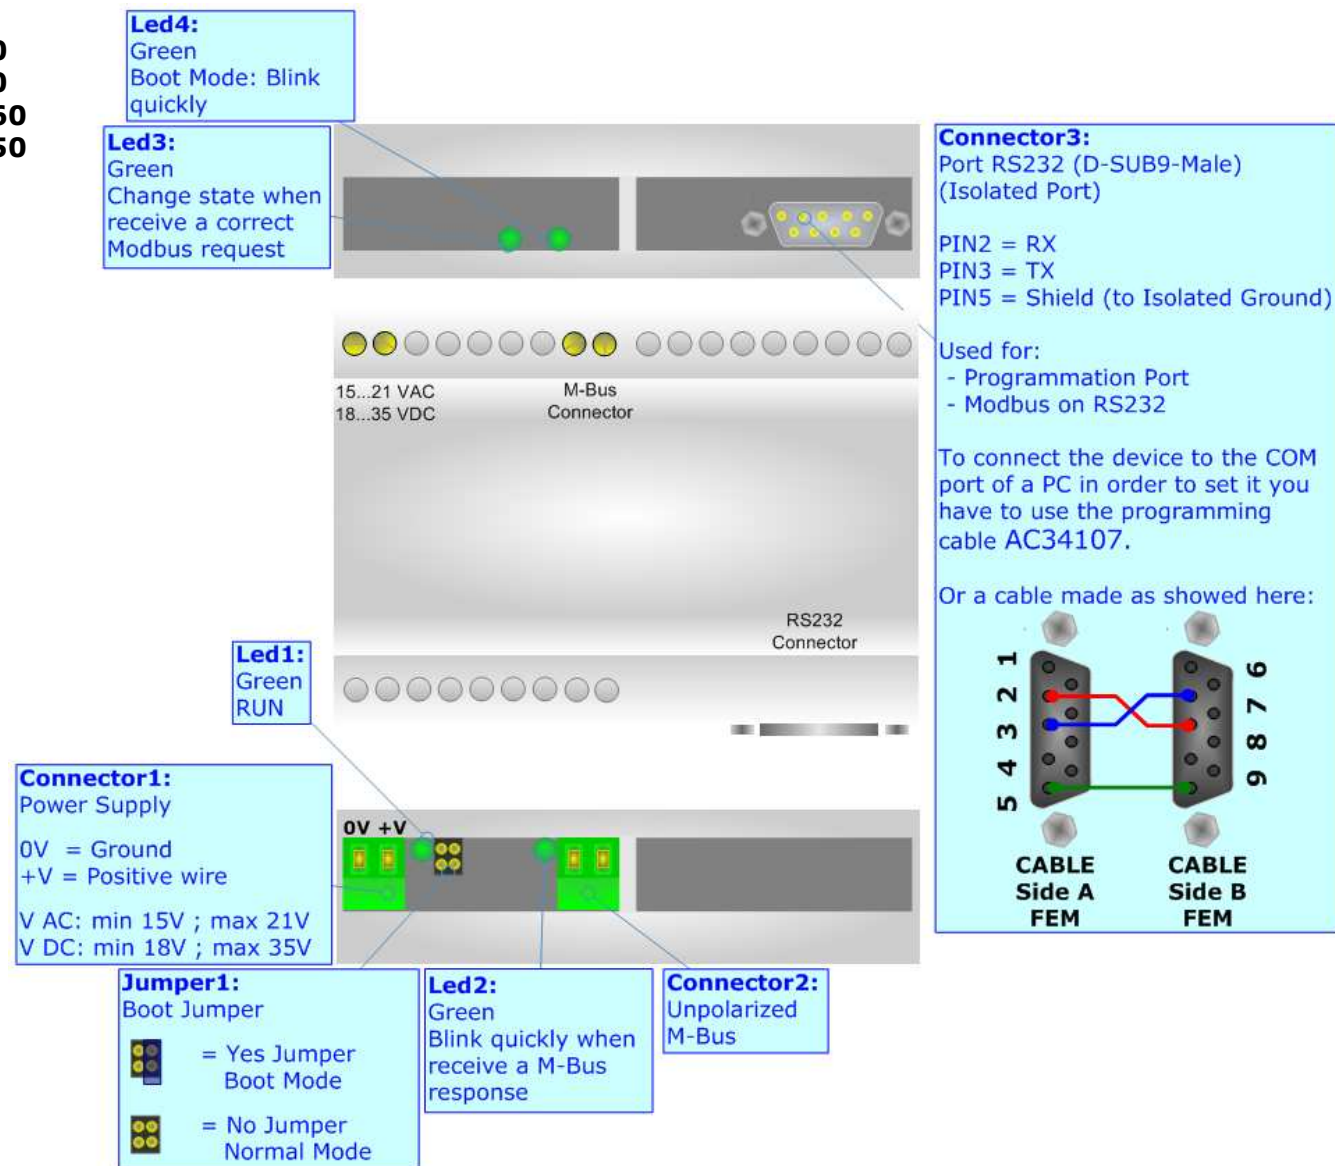 0
0
50
50
Led4:
Green
Boot Mode: Blink
quickly
Led3:
Green
Change state when
receive a correct
Modbus request
Connector3:
Port RS232 (D-SUB9-Male)
(Isolated Port)
PIN2 = RX
PIN3 = TX
PIN5 = Shield (to Isolated Ground)
Used for:
- Programmation Port
- Modbus on RS232
To connect the device to the COM
port of a PC in order to set it you
have to use the programming
cable AC34107.
Or a cable made as showed here:
1
2
3
4
5
6
7
8
9
CABLE
Side A
FEM
CABLE
Side B
FEM
15...21 VAC
18...35 VDC
M-Bus
Connector
RS232
Connector
Led1:
Green
RUN
Connector1:
Power Supply
0V = Ground
+V = Positive wire
V AC: min 15V ; max 21V
V DC: min 18V ; max 35V
0V +V
Jumper1:
Boot Jumper
= Yes Jumper
Boot Mode
= No Jumper
Normal Mode
Led2:
Green
Blink quickly when
receive a M-Bus
response
Connector2:
Unpolarized
M-Bus